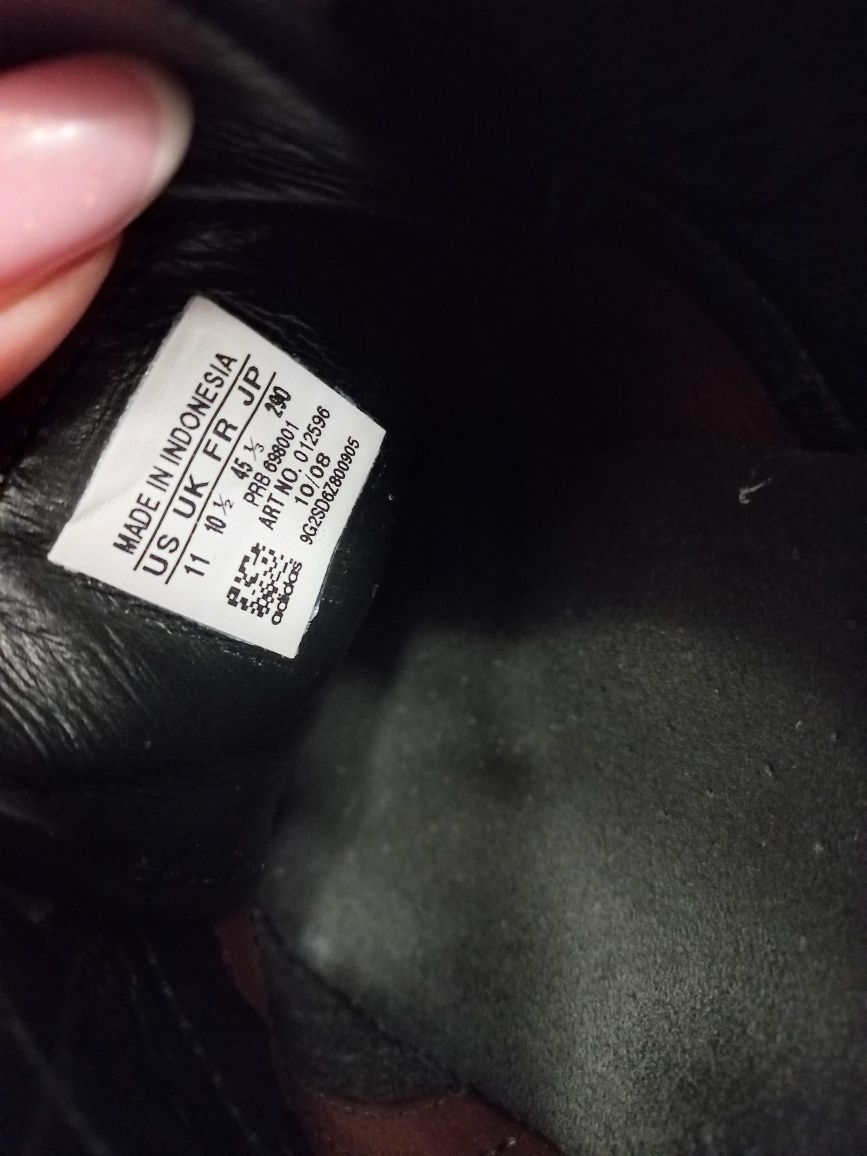 MADE IN INDONESIA
US UK FR JP
11 10 ½ 45 ⅓ 290
PRB 698001
ART NO. 012596
10/08
9G2SD6Z800905
adidas